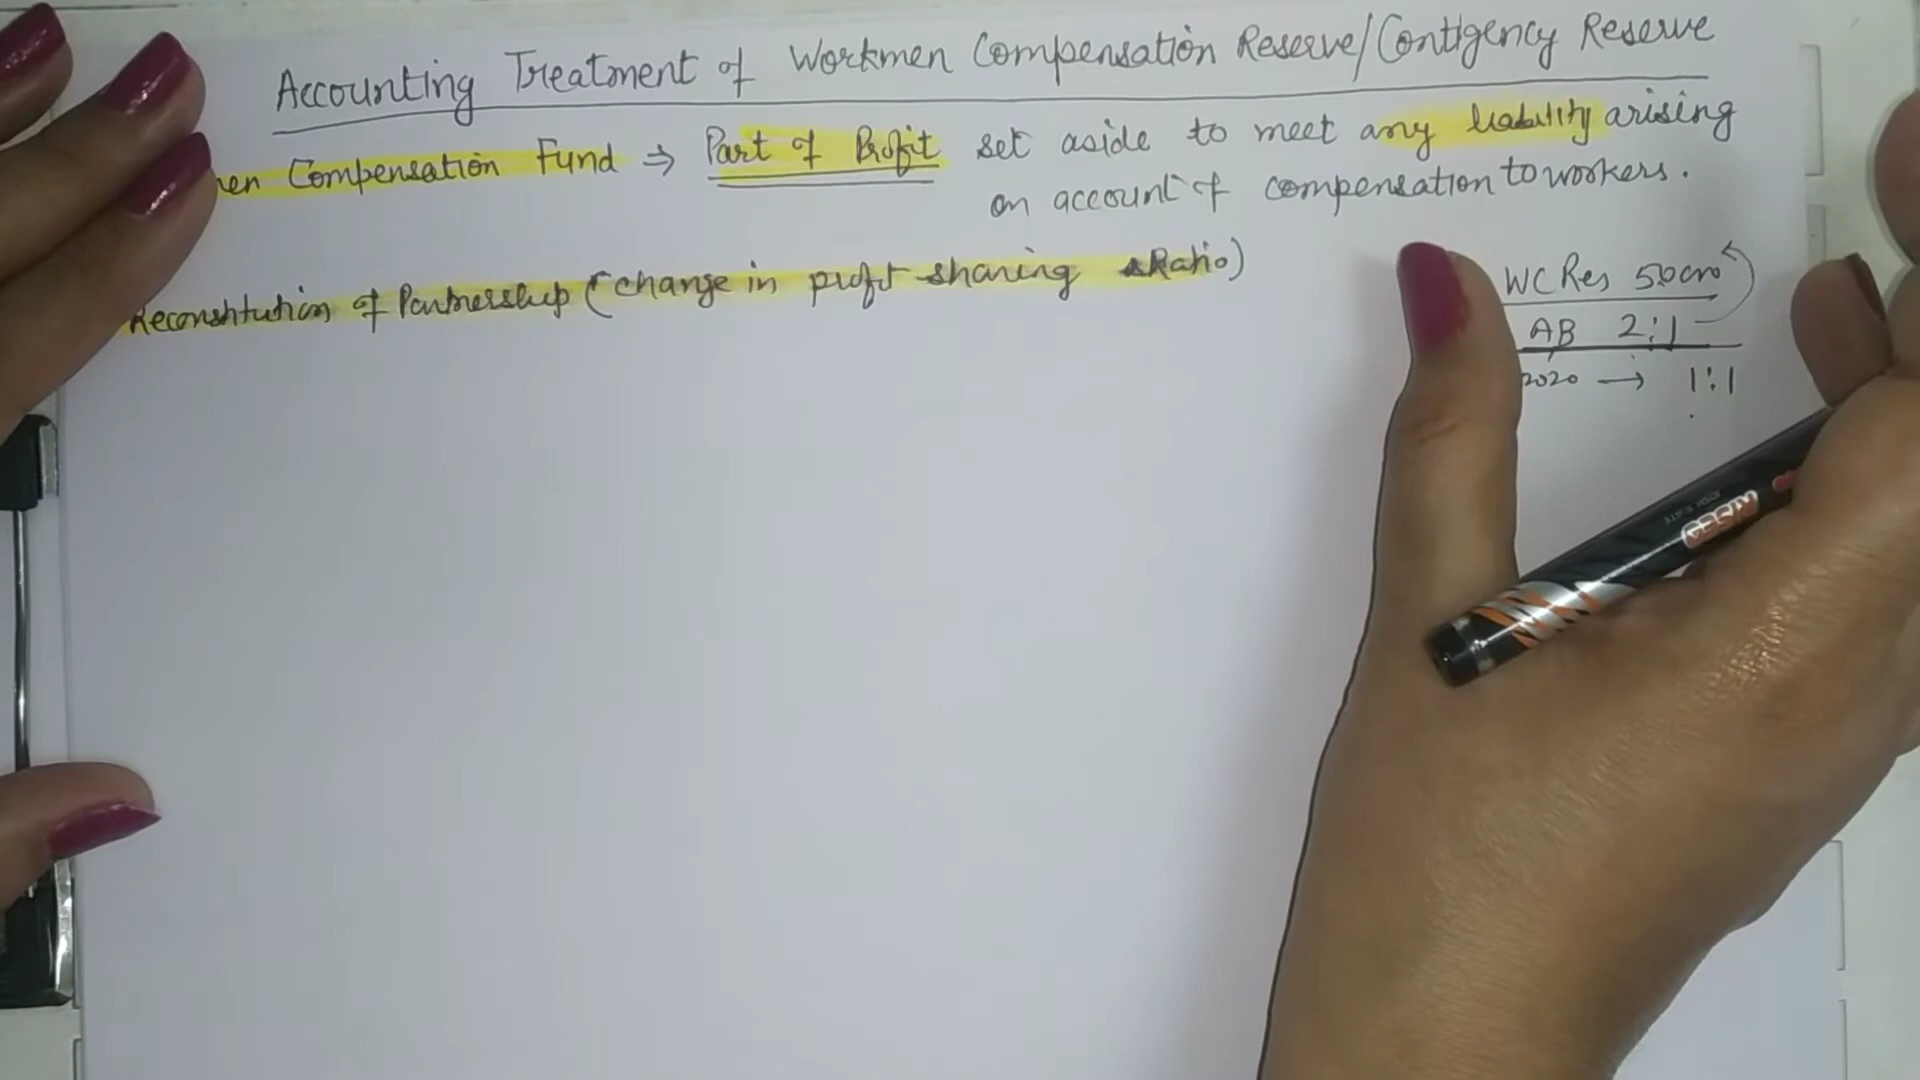 Accounting Treatment of Workmen Compensation Reserve/Contigency Reserve
men Compensation Fund ⇒ Part of Profit set aside to meet any liability arising
on account of compensation to workers.
Reconstitution of Partnership (change in profit sharing Ratio)
WC Res
AB 2:1
2020 → 1:1